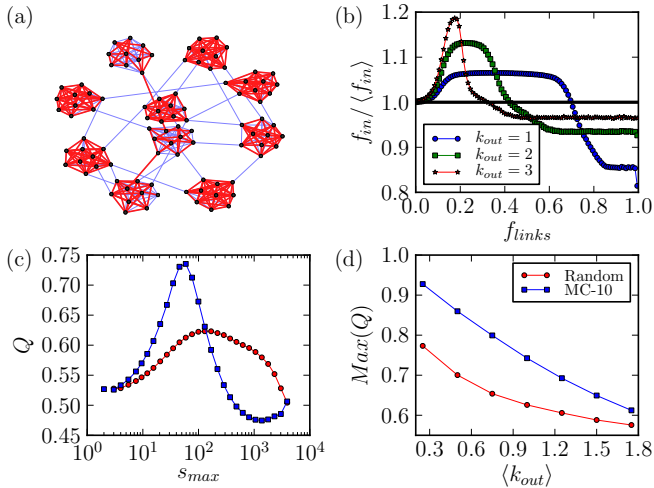 (a)
(b)
f_in / ⟨f_in⟩
1.2
1.1
1.0
0.9
0.8
k_out = 1
k_out = 2
k_out = 3
0.0 0.2 0.4 0.6 0.8 1.0
f_links
(c)
Q
0.75
0.70
0.65
0.60
0.55
0.50
0.45
10^0 10^1 10^2 10^3 10^4
s_max
(d)
Max(Q)
1.0
0.9
0.8
0.7
0.6
Random
MC-10
0.3 0.6 0.9 1.2 1.5 1.8
⟨k_out⟩